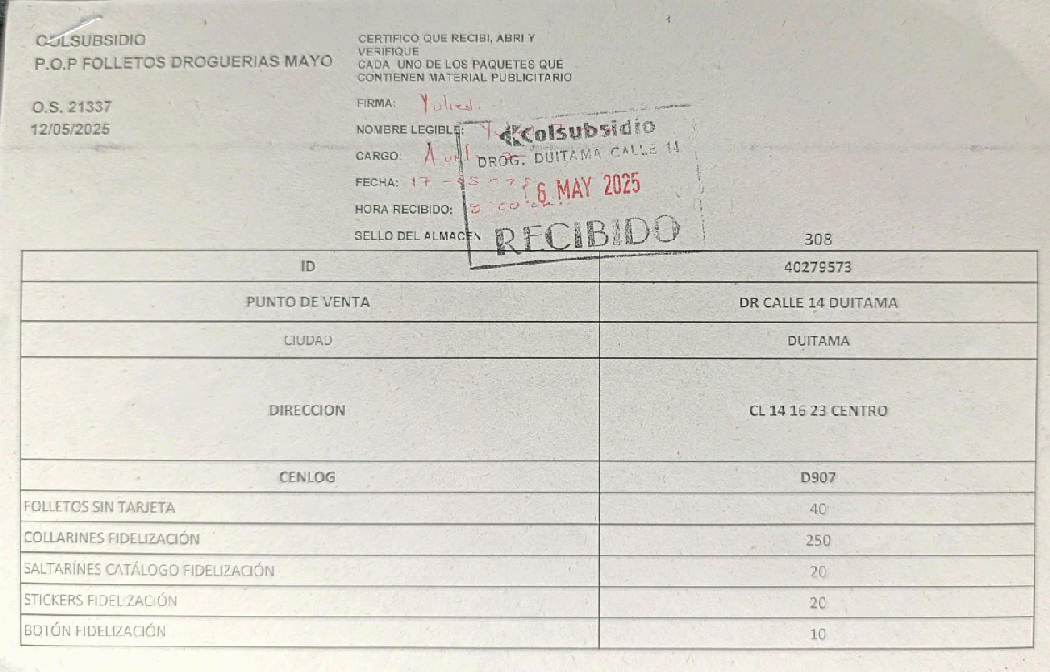 COLSUBSIDIO
P.O.P FOLLETOS DROGUERIAS MAYO
O.S. 21337
12/05/2025
CERTIFICO QUE RECIBI, ABRI Y
VERIFIQUE
CADA UNO DE LOS PAQUETES QUE
CONTIENEN MATERIAL PUBLICITARIO
FIRMA:
NOMBRE LEGIBLE:
CARGO:
FECHA: 17
HORA RECIBIDO:
SELLO DEL ALMACEN
Colsubsidio
DROG. DUITAMA CALLE 14
6 MAY 2025
RECIBIDO
308
ID 40279573
PUNTO DE VENTA DR CALLE 14 DUITAMA
CIUDAD DUITAMA
DIRECCION CL 14 16 23 CENTRO
CENLOG D907
FOLLETOS SIN TARJETA 40
COLLARINES FIDELIZACIÓN 250
SALTARÍNES CATÁLOGO FIDELIZACIÓN 20
STICKERS FIDELIZACIÓN 20
BOTÓN FIDELIZACIÓN 10